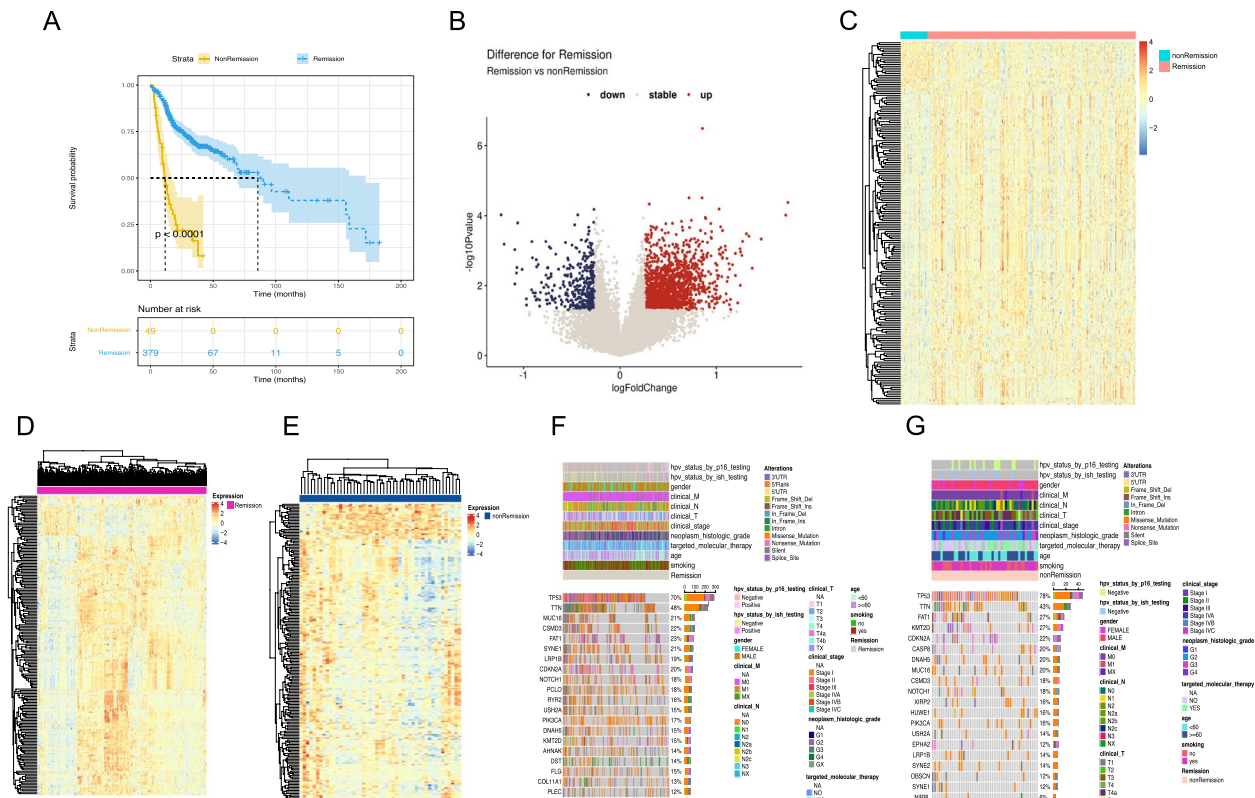 A
B
C
Strata NonRemission Remission
1.00
0.75
0.50
0.25
0.00
Survival probability
p < 0.0001
0 50 100 150 200
Time (months)
Number at risk
Strata
NonRemission 49 0 0 0 0
Remission 379 67 11 5 0
0 50 100 150 200
Time (months)
Difference for Remission
Remission vs nonRemission
down stable up
6
4
2
0
-log10Pvalue
-1 0 1
logFoldChange
4
2
0
−2
nonRemission
Remission
D
E
F
G
Expression
4
2
0
−2
−4
Remission
Expression
4
2
0
−2
−4
nonRemission
hpv_status_by_p16_testing
hpv_status_by_ish_testing
gender
clinical_M
clinical_N
clinical_T
clinical_stage
neoplasm_histologic_grade
targeted_molecular_therapy
age
smoking
Remission
Alterations
3'UTR
5'Flank
5'UTR
Frame_Shift_Del
Frame_Shift_Ins
In_Frame_Del
In_Frame_Ins
Intron
Missense_Mutation
Nonsense_Mutation
Silent
Splice_Site
0 100 200 300
TP53 70%
TTN 48%
MUC16 21%
CSMD3 22%
FAT1 23%
SYNE1 21%
LRP1B 19%
CDKN2A 20%
NOTCH1 18%
PCLO 18%
RYR2 16%
USH2A 15%
PIK3CA 17%
DNAH5 15%
KMT2D 15%
AHNAK 14%
DST 14%
FLG 15%
COL11A1 13%
PLEC 12%
hpv_status_by_p16_testing
Negative
Positive
hpv_status_by_ish_testing
Negative
Positive
gender
FEMALE
MALE
clinical_M
NA
M0
M1
MX
clinical_N
NA
N0
N1
N2
N2a
N2b
N2c
N3
NX
clinical_T
NA
T1
T2
T3
T4
T4a
T4b
TX
clinical_stage
NA
Stage I
Stage II
Stage III
Stage IVA
Stage IVB
Stage IVC
neoplasm_histologic_grade
NA
G1
G2
G3
G4
GX
targeted_molecular_therapy
NA
NO
age
<60
>=60
smoking
no
yes
Remission
Remission
hpv_status_by_p16_testing
hpv_status_by_ish_testing
gender
clinical_M
clinical_N
clinical_T
clinical_stage
neoplasm_histologic_grade
targeted_molecular_therapy
age
smoking
nonRemission
Alterations
3'UTR
5'UTR
Frame_Shift_Del
Frame_Shift_Ins
In_Frame_Del
Intron
Missense_Mutation
Nonsense_Mutation
Silent
Splice_Site
0 20 40
TP53 78%
TTN 43%
FAT1 27%
KMT2D 27%
CDKN2A 22%
CASP8 20%
DNAH5 20%
MUC16 20%
CSMD3 18%
NOTCH1 18%
XIRP2 18%
HUWE1 16%
PIK3CA 16%
USH2A 14%
EPHA2 12%
LRP1B 14%
SYNE2 14%
OBSCN 12%
SYNE1 12%
hpv_status_by_p16_testing
Negative
hpv_status_by_ish_testing
Negative
gender
FEMALE
MALE
clinical_M
M0
M1
MX
clinical_N
N0
N1
N2
N2a
N2b
N2c
N3
NX
clinical_T
T1
T2
T3
T4
T4a
clinical_stage
Stage I
Stage II
Stage III
Stage IVA
Stage IVB
Stage IVC
neoplasm_histologic_grade
G1
G2
G3
G4
targeted_molecular_therapy
NA
NO
YES
age
<60
>=60
smoking
no
yes
Remission
nonRemission